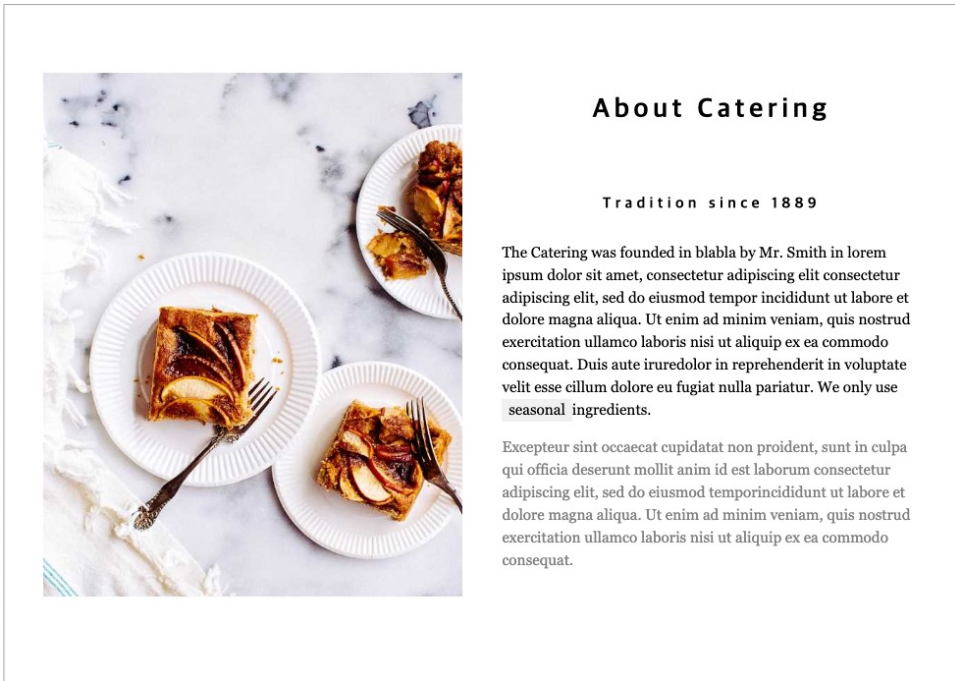 About Catering
Tradition since 1889
The Catering was founded in blabla by Mr. Smith in lorem
ipsum dolor sit amet, consectetur adipiscing elit consectetur
adipiscing elit, sed do eiusmod tempor incididunt ut labore et
dolore magna aliqua. Ut enim ad minim veniam, quis nostrud
exercitation ullamco laboris nisi ut aliquip ex ea commodo
consequat. Duis aute iruredolor in reprehenderit in voluptate
velit esse cillum dolore eu fugiat nulla pariatur. We only use
seasonal ingredients.
Excepteur sint occaecat cupidatat non proident, sunt in culpa
qui officia deserunt mollit anim id est laborum consectetur
adipiscing elit, sed do eiusmod temporincididunt ut labore et
dolore magna aliqua. Ut enim ad minim veniam, quis nostrud
exercitation ullamco laboris nisi ut aliquip ex ea commodo
consequat.